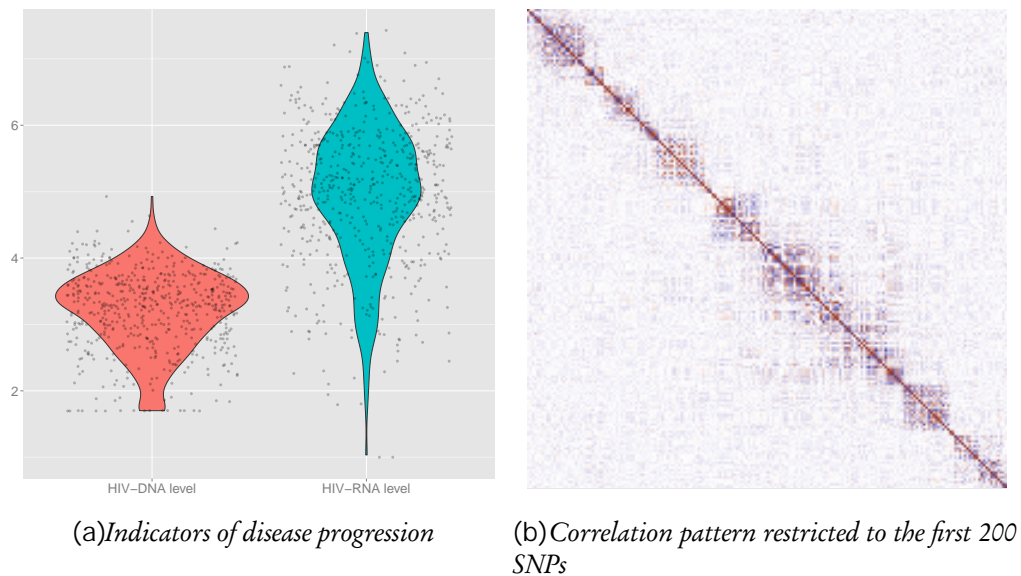 6
4
2
HIV−DNA level
HIV−RNA level
(a)Indicators of disease progression
(b)Correlation pattern restricted to the first 200
SNPs